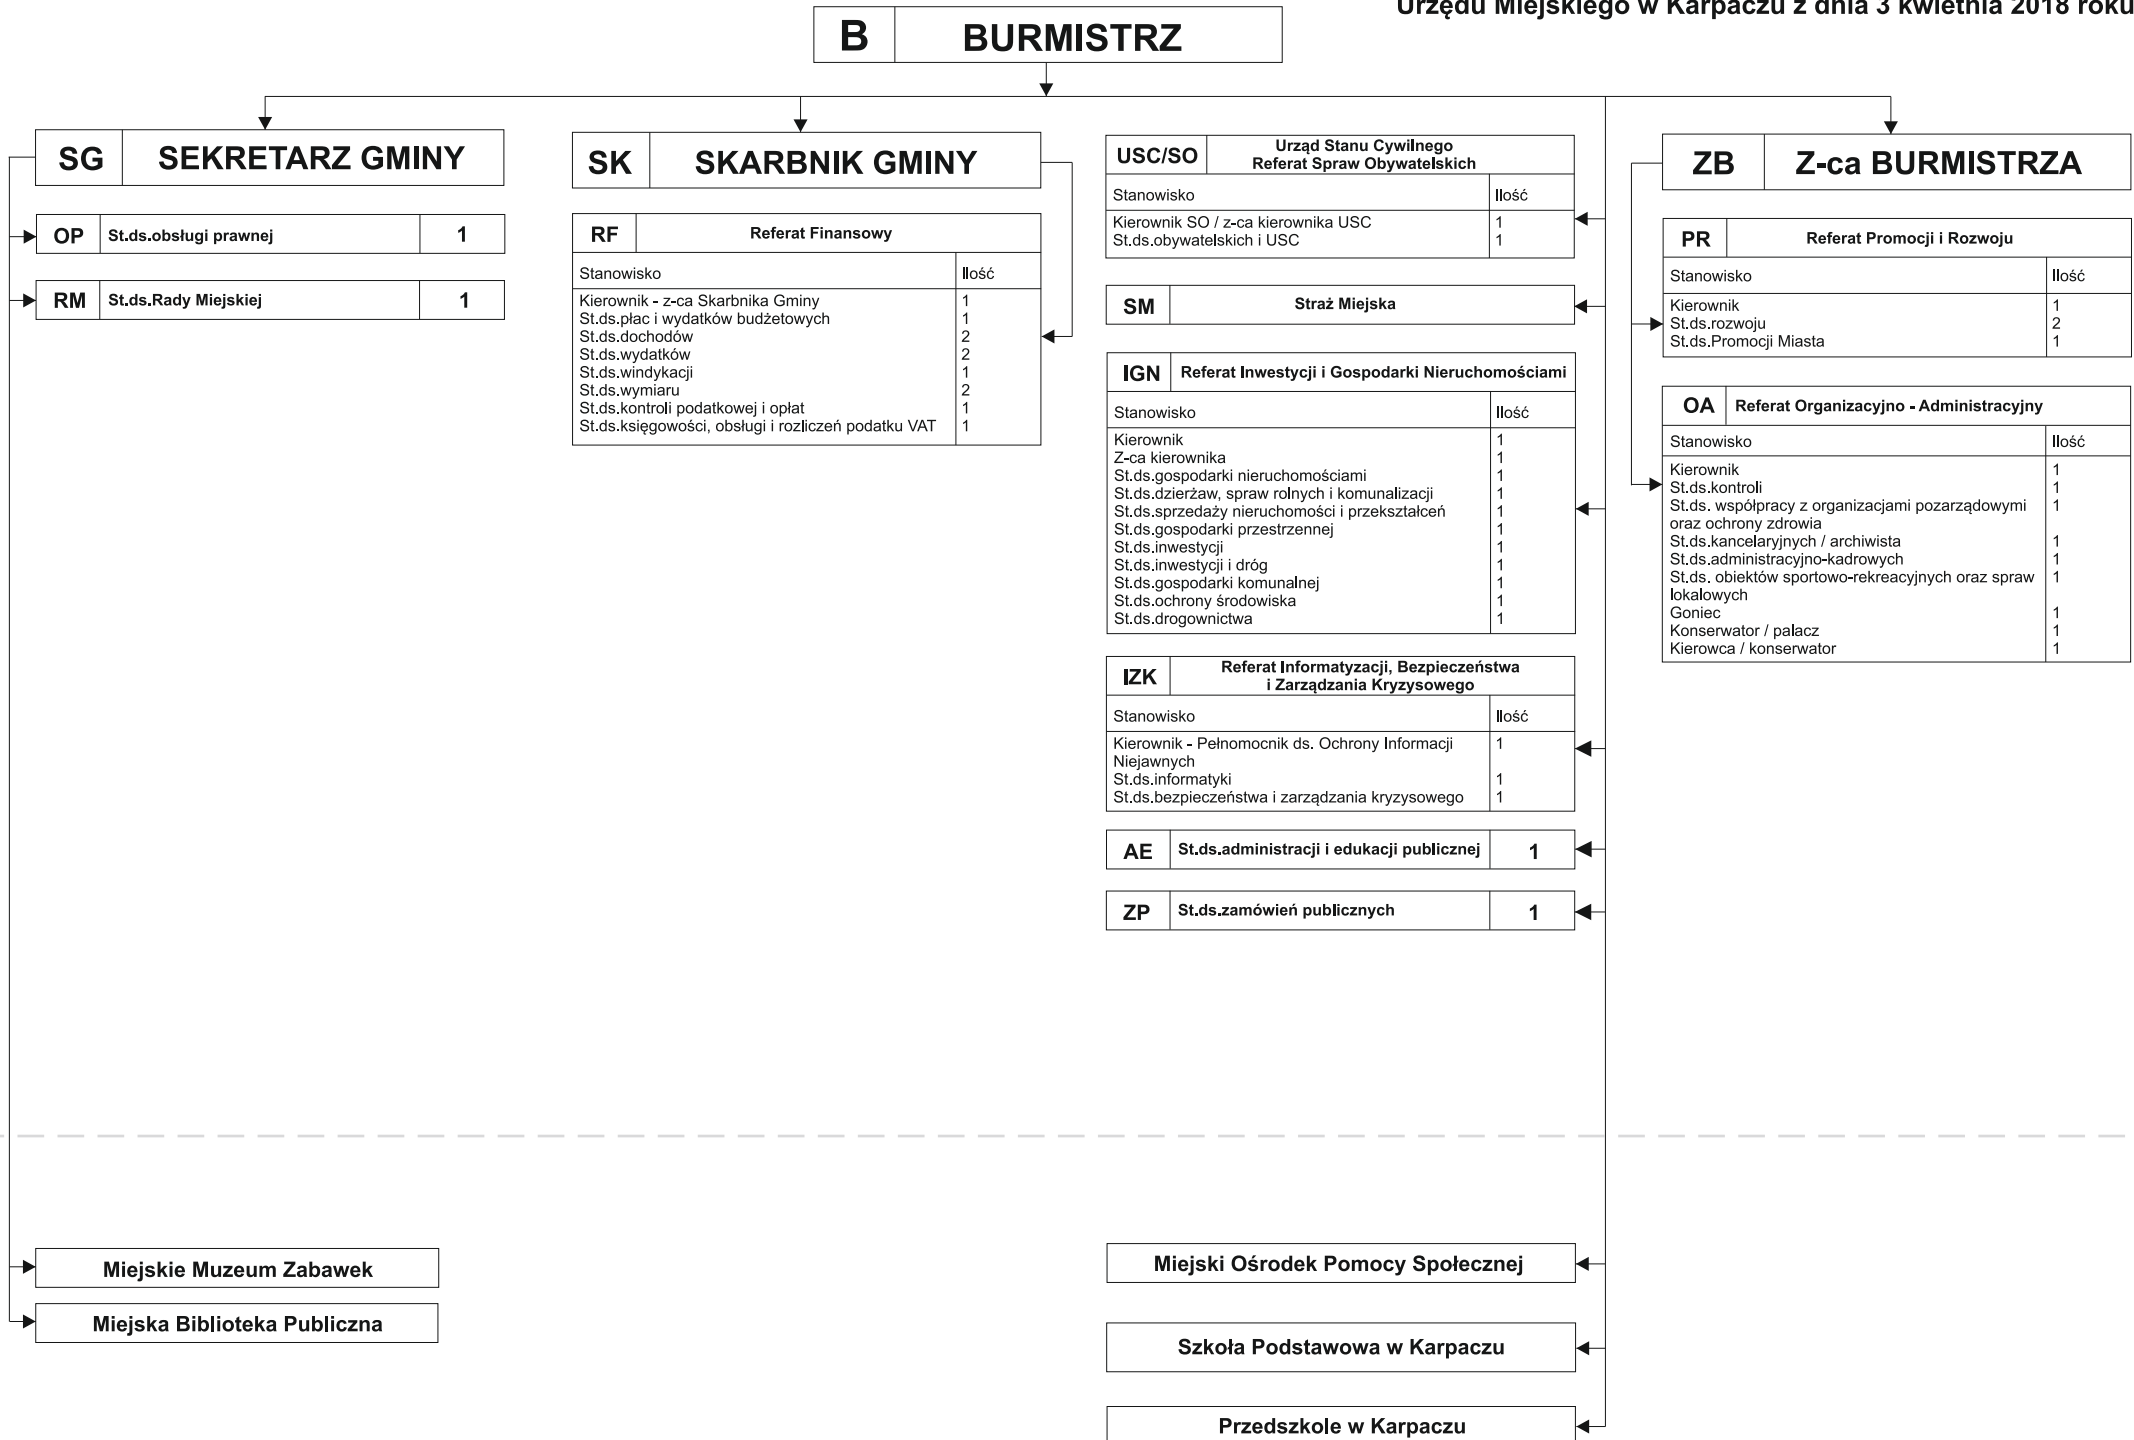 Urzędu Miejskiego w Karpaczu z dnia 3 kwietnia 2018 roku
B BURMISTRZ
SG SEKRETARZ GMINY
OP St.ds.obsługi prawnej 1
RM St.ds.Rady Miejskiej 1
SK SKARBNIK GMINY
RF Referat Finansowy
Stanowisko Ilość
Kierownik - z-ca Skarbnika Gminy 1
St.ds.płac i wydatków budżetowych 1
St.ds.dochodów 2
St.ds.wydatków 2
St.ds.windykacji 1
St.ds.wymiaru 2
St.ds.kontroli podatkowej i opłat 1
St.ds.księgowości, obsługi i rozliczeń podatku VAT 1
USC/SO Urząd Stanu Cywilnego
Referat Spraw Obywatelskich
Stanowisko Ilość
Kierownik SO / z-ca kierownika USC 1
St.ds.obywatelskich i USC 1
SM Straż Miejska
IGN Referat Inwestycji i Gospodarki Nieruchomościami
Stanowisko Ilość
Kierownik 1
Z-ca kierownika 1
St.ds.gospodarki nieruchomościami 1
St.ds.dzierżaw, spraw rolnych i komunalizacji 1
St.ds.sprzedaży nieruchomości i przekształceń 1
St.ds.gospodarki przestrzennej 1
St.ds.inwestycji 1
St.ds.inwestycji i dróg 1
St.ds.gospodarki komunalnej 1
St.ds.ochrony środowiska 1
St.ds.drogownictwa 1
IZK Referat Informatyzacji, Bezpieczeństwa
i Zarządzania Kryzysowego
Stanowisko Ilość
Kierownik - Pełnomocnik ds. Ochrony Informacji 1
Niejawnych
St.ds.informatyki 1
St.ds.bezpieczeństwa i zarządzania kryzysowego 1
AE St.ds.administracji i edukacji publicznej 1
ZP St.ds.zamówień publicznych 1
ZB Z-ca BURMISTRZA
PR Referat Promocji i Rozwoju
Stanowisko Ilość
Kierownik 1
St.ds.rozwoju 2
St.ds.Promocji Miasta 1
OA Referat Organizacyjno - Administracyjny
Stanowisko Ilość
Kierownik 1
St.ds.kontroli 1
St.ds. współpracy z organizacjami pozarządowymi 1
oraz ochrony zdrowia
St.ds.kancelaryjnych / archiwista 1
St.ds.administracyjno-kadrowych 1
St.ds. obiektów sportowo-rekreacyjnych oraz spraw 1
lokalowych
Goniec 1
Konserwator / palacz 1
Kierowca / konserwator 1
Miejskie Muzeum Zabawek
Miejska Biblioteka Publiczna
Miejski Ośrodek Pomocy Społecznej
Szkoła Podstawowa w Karpaczu
Przedszkole w Karpaczu